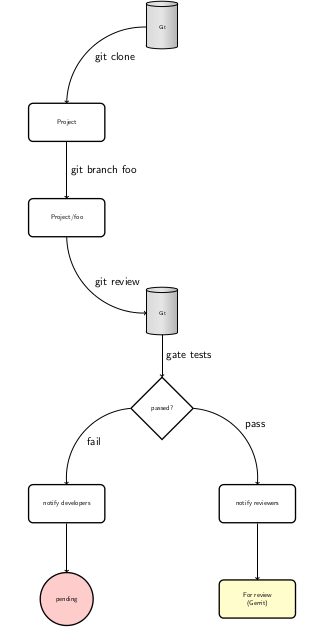 Git
git clone
Project
git branch foo
Project/foo
git review
Git
gate tests
passed?
pass
fail
notify developers
notify reviewers
pending
For review
(Gerrit)